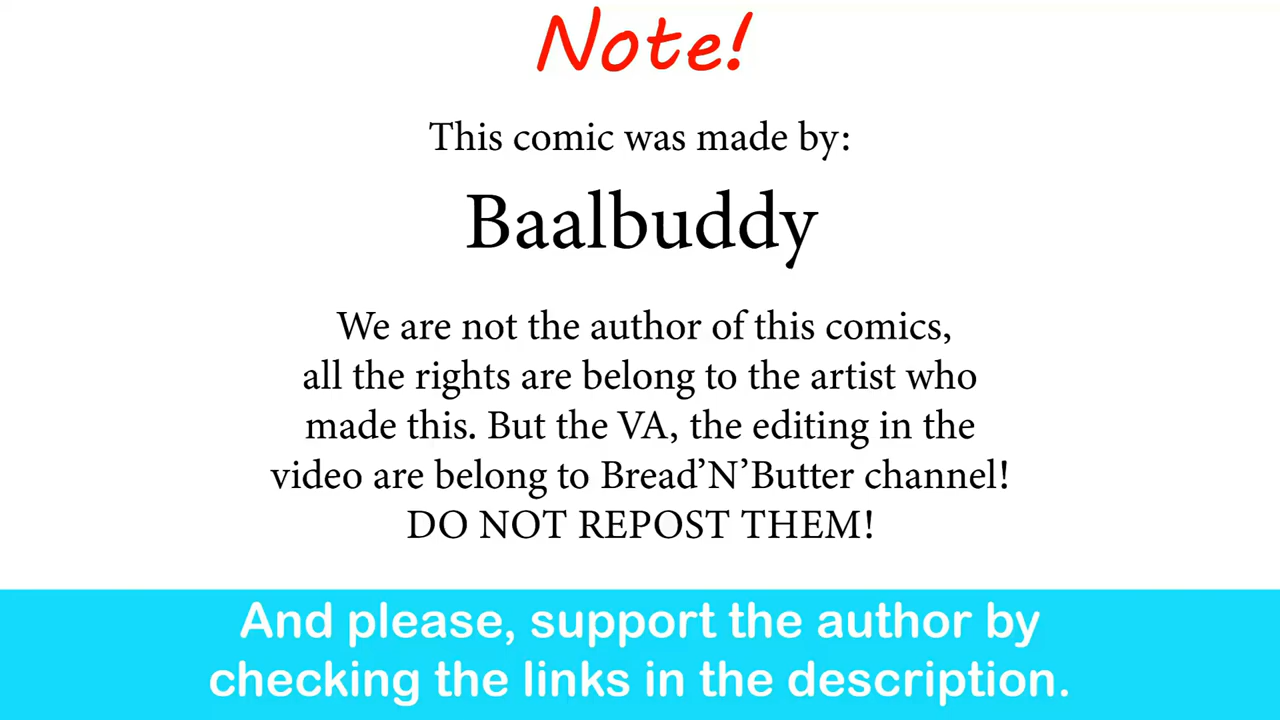 Note!
This comic was made by:
Baalbuddy
We are not the author of this comics,
all the rights are belong to the artist who
made this. But the VA, the editing in the
video are belong to Bread’N’Butter channel!
DO NOT REPOST THEM!
And please, support the author by
checking the links in the description.